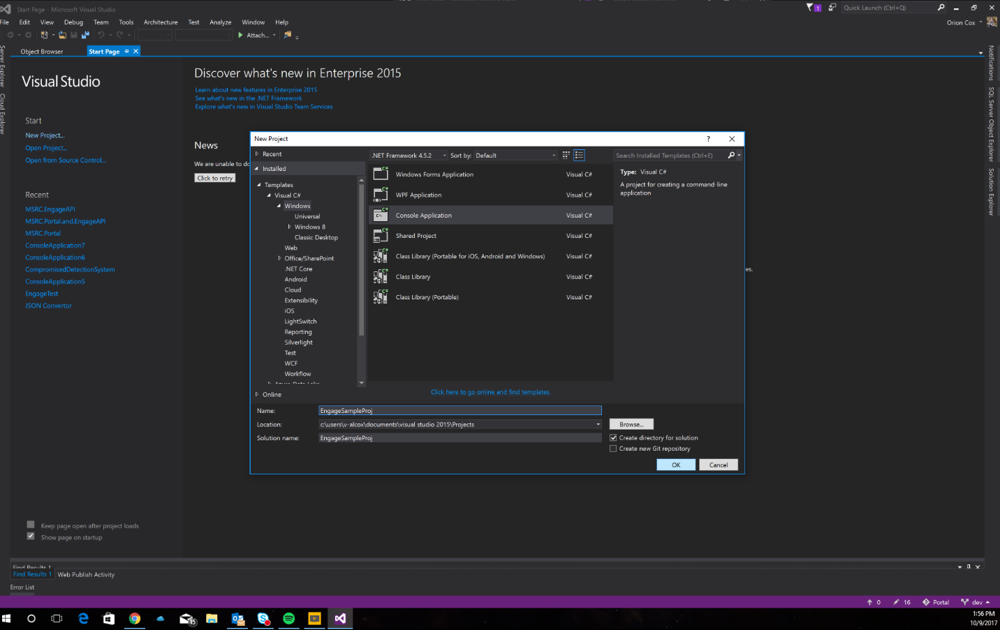 Start Page - Microsoft Visual Studio
1
Quick Launch (Ctrl+Q)
File Edit View Debug Team Tools Architecture Test Analyze Window Help
Orion Cox
Attach...
Object Browser
Start Page
Server Explorer
Cloud Explorer
Notifications
SQL Server Object Explorer
Solution Explorer
Visual Studio
Start
New Project...
Open Project...
Open from Source Control...
Recent
MSRC.EngageAPI
MSRC.Portal.and.EngageAPI
MSRC.Portal
ConsoleApplication7
ConsoleApplication6
CompromisedDetectionSystem
ConsoleApplication5
EngageTest
JSON Convertor
Keep page open after project loads
Show page on startup
Discover what's new in Enterprise 2015
Learn about new features in Enterprise 2015
See what's new in the .NET Framework
Explore what's new in Visual Studio Team Services
News
We are unable to do
Click to retry
es.
New Project
?
Recent
Installed
Templates
Visual C#
Windows
Universal
Windows 8
Classic Desktop
Web
Office/SharePoint
.NET Core
Android
Cloud
Extensibility
iOS
LightSwitch
Reporting
Silverlight
Test
WCF
Workflow
Online
.NET Framework 4.5.2 Sort by: Default
Search Installed Templates (Ctrl+E)
Windows Forms Application Visual C#
WPF Application Visual C#
Console Application Visual C#
Shared Project Visual C#
Class Library (Portable for iOS, Android and Windows) Visual C#
Class Library Visual C#
Class Library (Portable) Visual C#
Type: Visual C#
A project for creating a command-line
application
Click here to go online and find templates.
Name: EngageSampleProj
Location: c:\users\v-alcox\documents\visual studio 2015\Projects
Browse...
Solution name: EngageSampleProj
Create directory for solution
Create new Git repository
OK Cancel
Find Results 1
Find Results 1 Web Publish Activity
Error List
0 16 Portal dev
15
1:56 PM
10/9/2017